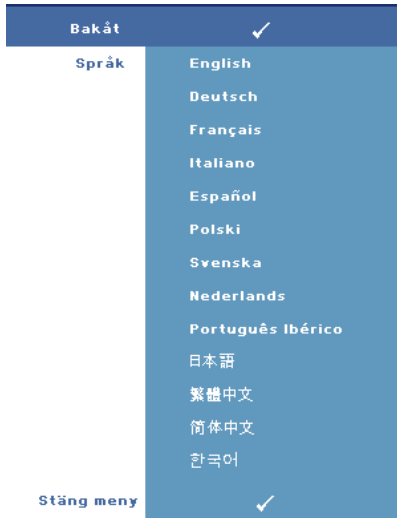 Bakåt ✓
Språk English
Deutsch
Français
Italiano
Español
Polski
Svenska
Nederlands
Português Ibérico
日本語
繁體中文
简体中文
한국어
Stäng meny ✓